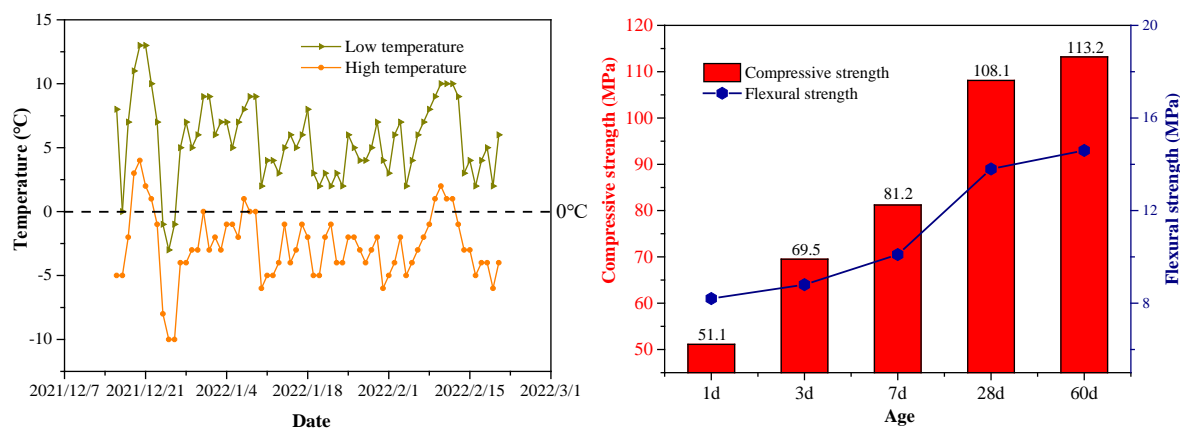 15
10
5
0
-5
-10
Temperature (℃)
Low temperature
High temperature
0℃
2021/12/7
2021/12/21
2022/1/4
2022/1/18
2022/2/1
2022/2/15
2022/3/1
Date
120
110
100
90
80
70
60
50
Compressive strength (MPa)
Compressive strength
Flexural strength
51.1
69.5
81.2
108.1
113.2
20
16
12
8
Flexural strength (MPa)
1d
3d
7d
28d
60d
Age